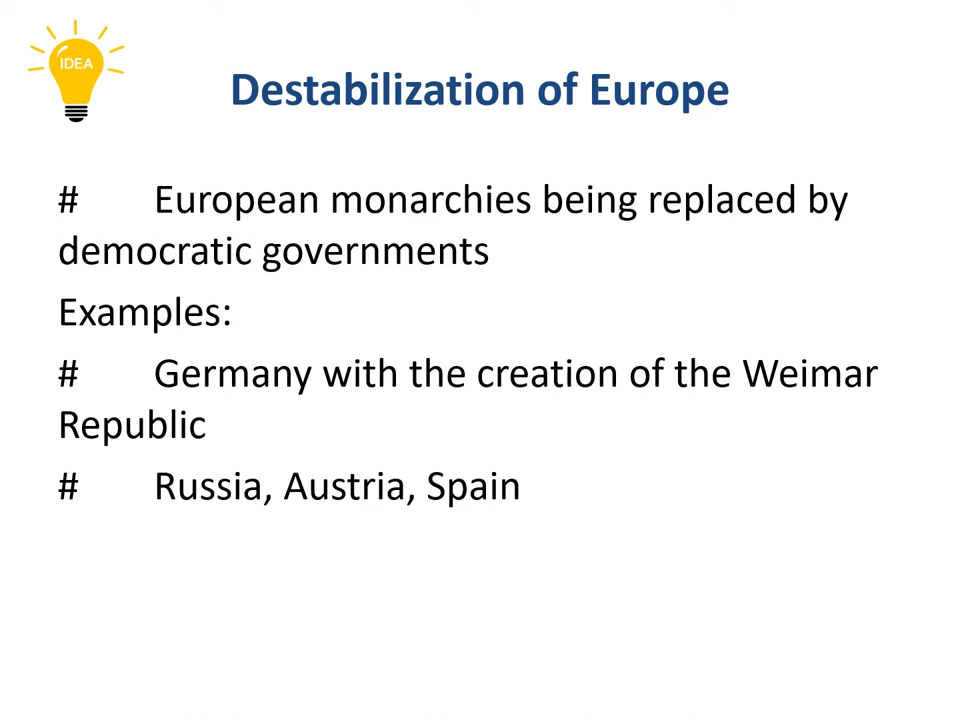 IDEA
Destabilization of Europe
# European monarchies being replaced by
democratic governments
Examples:
# Germany with the creation of the Weimar
Republic
# Russia, Austria, Spain